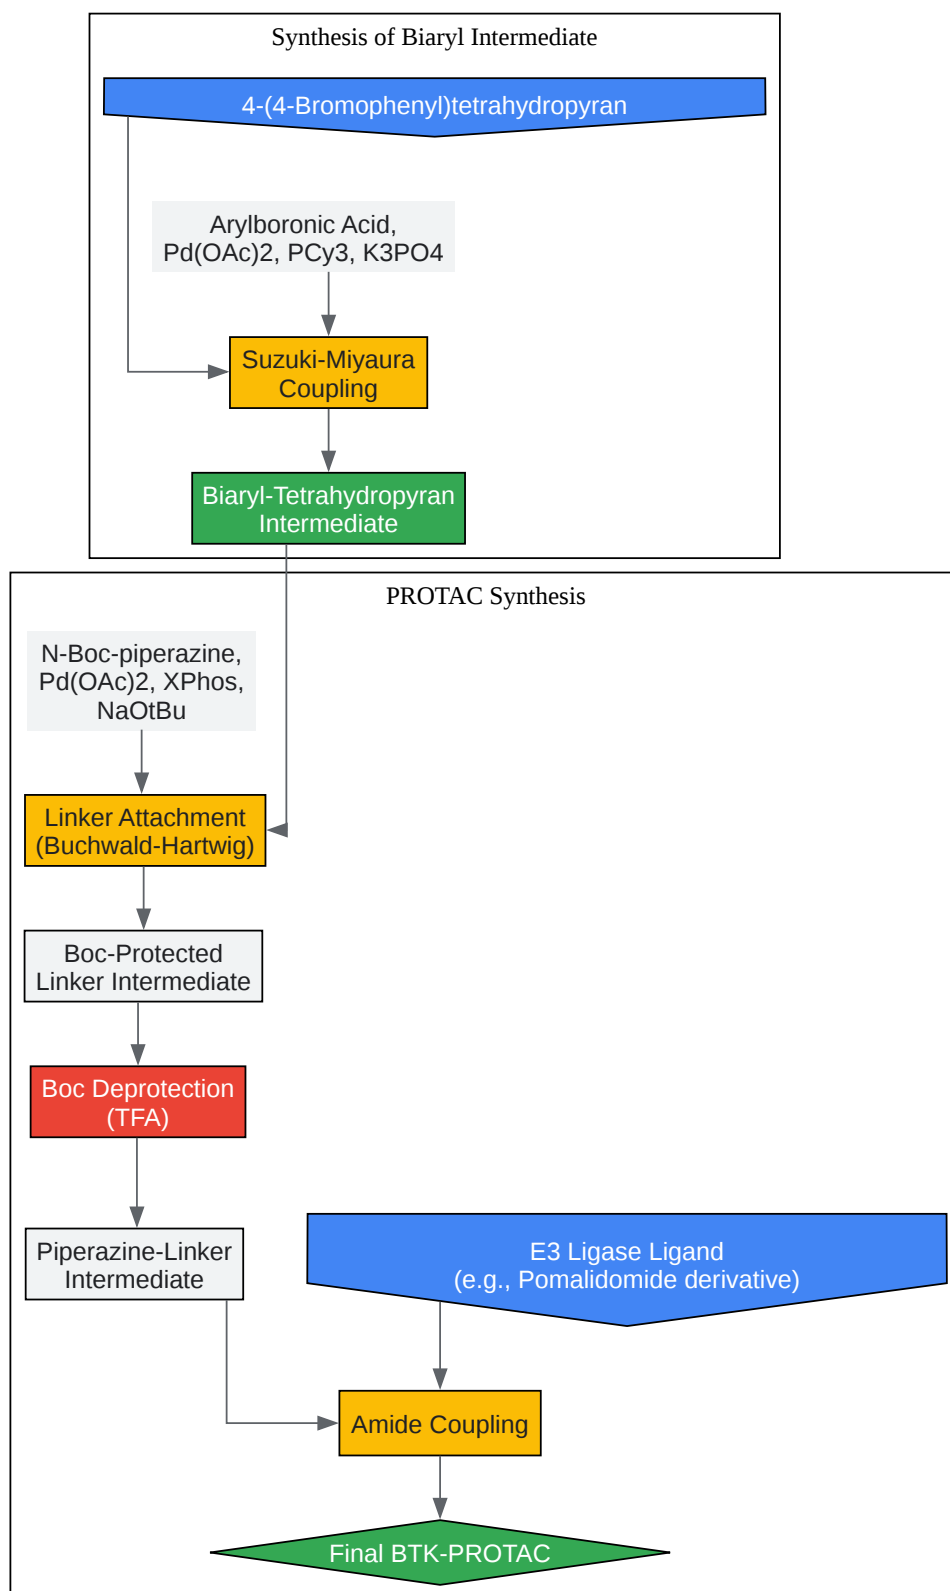 Synthesis of Biaryl Intermediate
4-(4-Bromophenyl)tetrahydropyran
Arylboronic Acid,
Pd(OAc)2, PCy3, K3PO4
Suzuki-Miyaura
Coupling
Biaryl-Tetrahydropyran
Intermediate
PROTAC Synthesis
N-Boc-piperazine,
Pd(OAc)2, XPhos,
NaOtBu
Linker Attachment
(Buchwald-Hartwig)
Boc-Protected
Linker Intermediate
Boc Deprotection
(TFA)
Piperazine-Linker
Intermediate
E3 Ligase Ligand
(e.g., Pomalidomide derivative)
Amide Coupling
Final BTK-PROTAC